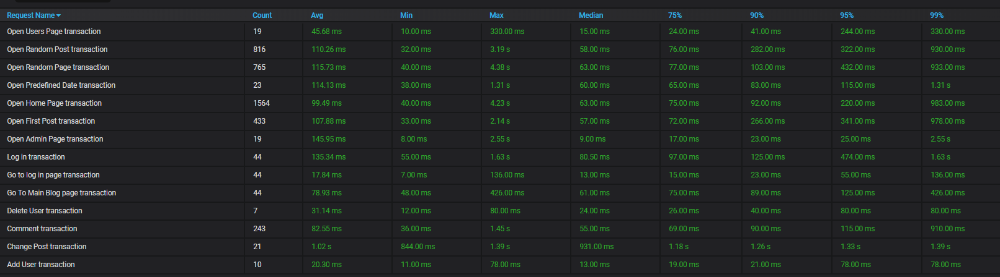 Request Name Count Avg Min Max Median 75% 90% 95% 99%
Open Users Page transaction 19 45.68 ms 10.00 ms 330.00 ms 15.00 ms 24.00 ms 41.00 ms 244.00 ms 330.00 ms
Open Random Post transaction 816 110.26 ms 32.00 ms 3.19 s 58.00 ms 76.00 ms 282.00 ms 322.00 ms 930.00 ms
Open Random Page transaction 765 115.73 ms 40.00 ms 4.38 s 63.00 ms 77.00 ms 103.00 ms 432.00 ms 933.00 ms
Open Predefined Date transaction 23 114.13 ms 38.00 ms 1.31 s 60.00 ms 65.00 ms 83.00 ms 115.00 ms 1.31 s
Open Home Page transaction 1564 99.49 ms 40.00 ms 4.23 s 63.00 ms 75.00 ms 92.00 ms 220.00 ms 983.00 ms
Open First Post transaction 433 107.88 ms 33.00 ms 2.14 s 57.00 ms 72.00 ms 266.00 ms 341.00 ms 978.00 ms
Open Admin Page transaction 19 145.95 ms 8.00 ms 2.55 s 9.00 ms 17.00 ms 23.00 ms 25.00 ms 2.55 s
Log in transaction 44 135.34 ms 55.00 ms 1.63 s 80.50 ms 97.00 ms 125.00 ms 474.00 ms 1.63 s
Go to log in page transaction 44 17.84 ms 7.00 ms 136.00 ms 13.00 ms 15.00 ms 23.00 ms 55.00 ms 136.00 ms
Go To Main Blog page transaction 44 78.93 ms 48.00 ms 426.00 ms 61.00 ms 75.00 ms 89.00 ms 125.00 ms 426.00 ms
Delete User transaction 7 31.14 ms 12.00 ms 80.00 ms 24.00 ms 26.00 ms 40.00 ms 80.00 ms 80.00 ms
Comment transaction 243 82.55 ms 36.00 ms 1.45 s 55.00 ms 69.00 ms 90.00 ms 115.00 ms 910.00 ms
Change Post transaction 21 1.02 s 844.00 ms 1.39 s 931.00 ms 1.18 s 1.26 s 1.33 s 1.39 s
Add User transaction 10 20.30 ms 11.00 ms 78.00 ms 13.00 ms 19.00 ms 21.00 ms 78.00 ms 78.00 ms